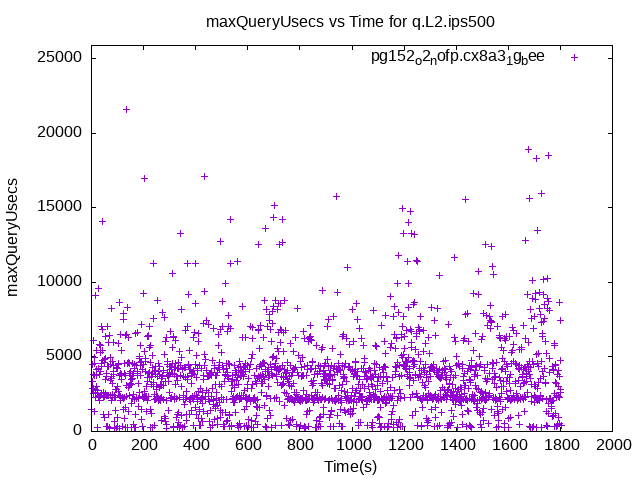 maxQueryUsecs vs Time for q.L2.ips500
pg152o2nofp.cx8a31gbee
25000
20000
15000
10000
5000
0
maxQueryUsecs
0 200 400 600 800 1000 1200 1400 1600 1800 2000
Time(s)